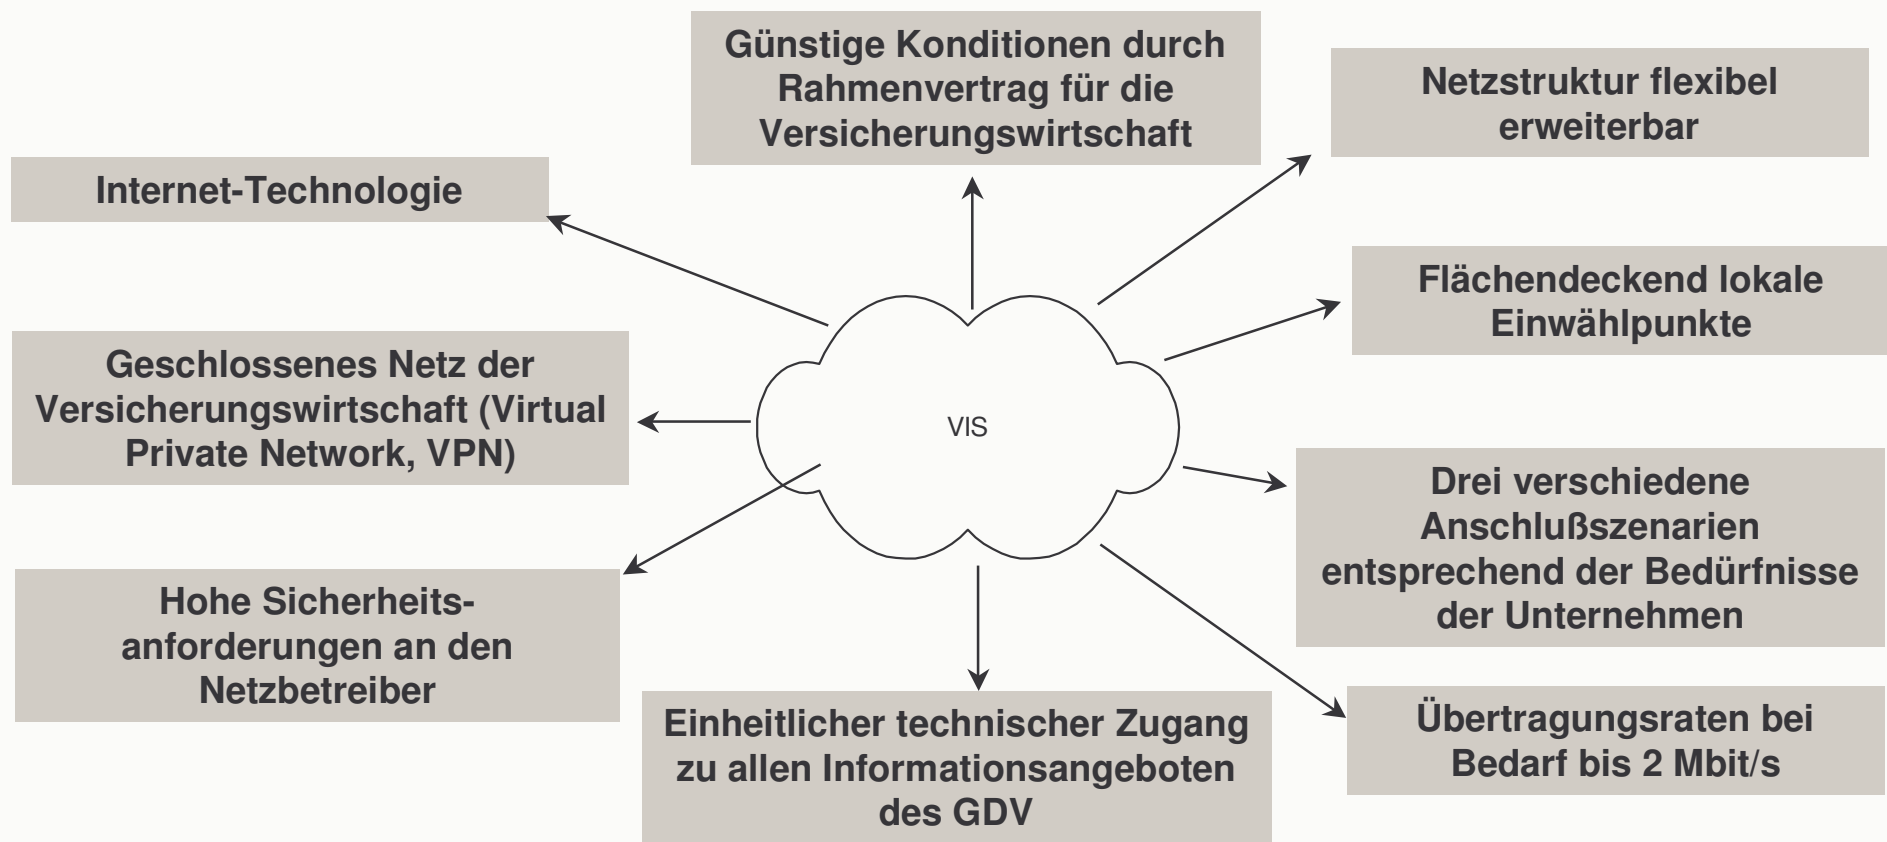 Günstige Konditionen durch
Rahmenvertrag für die
Versicherungswirtschaft
Netzstruktur flexibel
erweiterbar
Internet-Technologie
Flächendeckend lokale
Einwählpunkte
Geschlossenes Netz der
Versicherungswirtschaft (Virtual
Private Network, VPN)
VIS
Drei verschiedene
Anschlußszenarien
entsprechend der Bedürfnisse
der Unternehmen
Hohe Sicherheits-
anforderungen an den
Netzbetreiber
Einheitlicher technischer Zugang
zu allen Informationsangeboten
des GDV
Übertragungsraten bei
Bedarf bis 2 Mbit/s